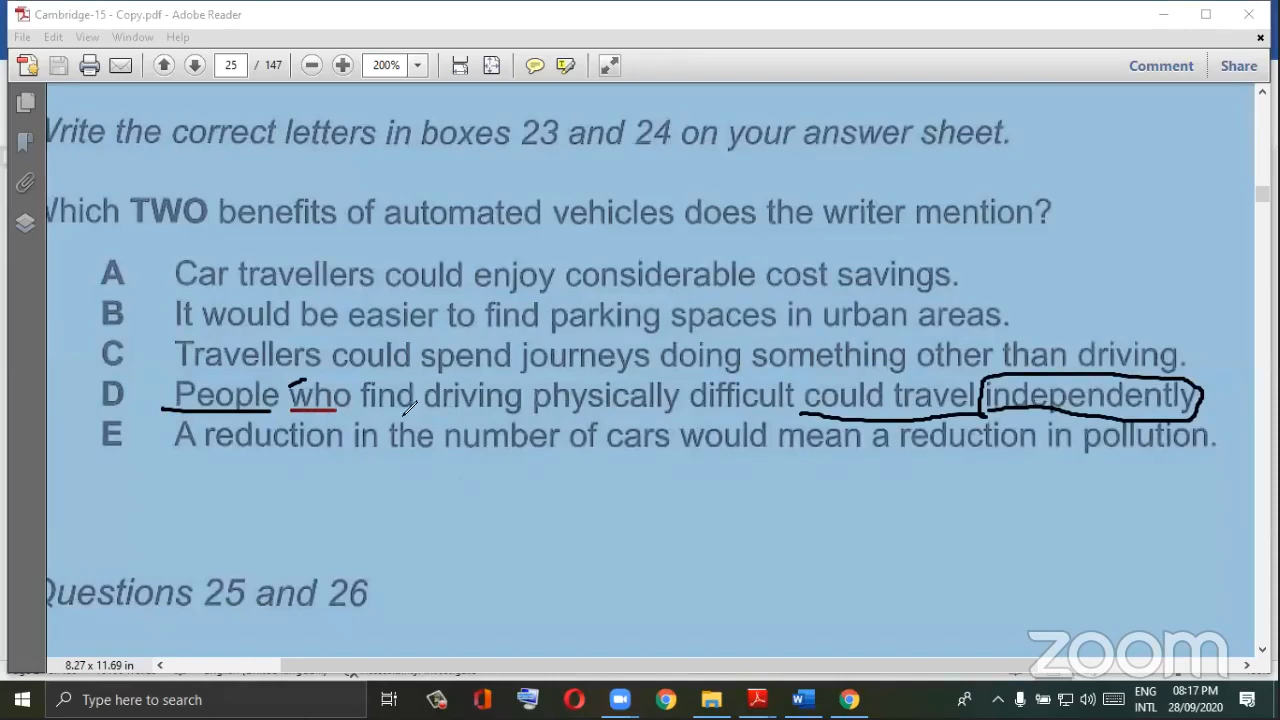 Cambridge-15 - Copy.pdf - Adobe Reader
File Edit View Window Help
25 / 147 200% Comment Share
Write the correct letters in boxes 23 and 24 on your answer sheet.
Which TWO benefits of automated vehicles does the writer mention?
A Car travellers could enjoy considerable cost savings.
B It would be easier to find parking spaces in urban areas.
C Travellers could spend journeys doing something other than driving.
D People who find driving physically difficult could travel independently
E A reduction in the number of cars would mean a reduction in pollution.
Questions 25 and 26
zoom
8.27 x 11.69 in
Type here to search
ENG 08:17 PM
INTL 28/09/2020